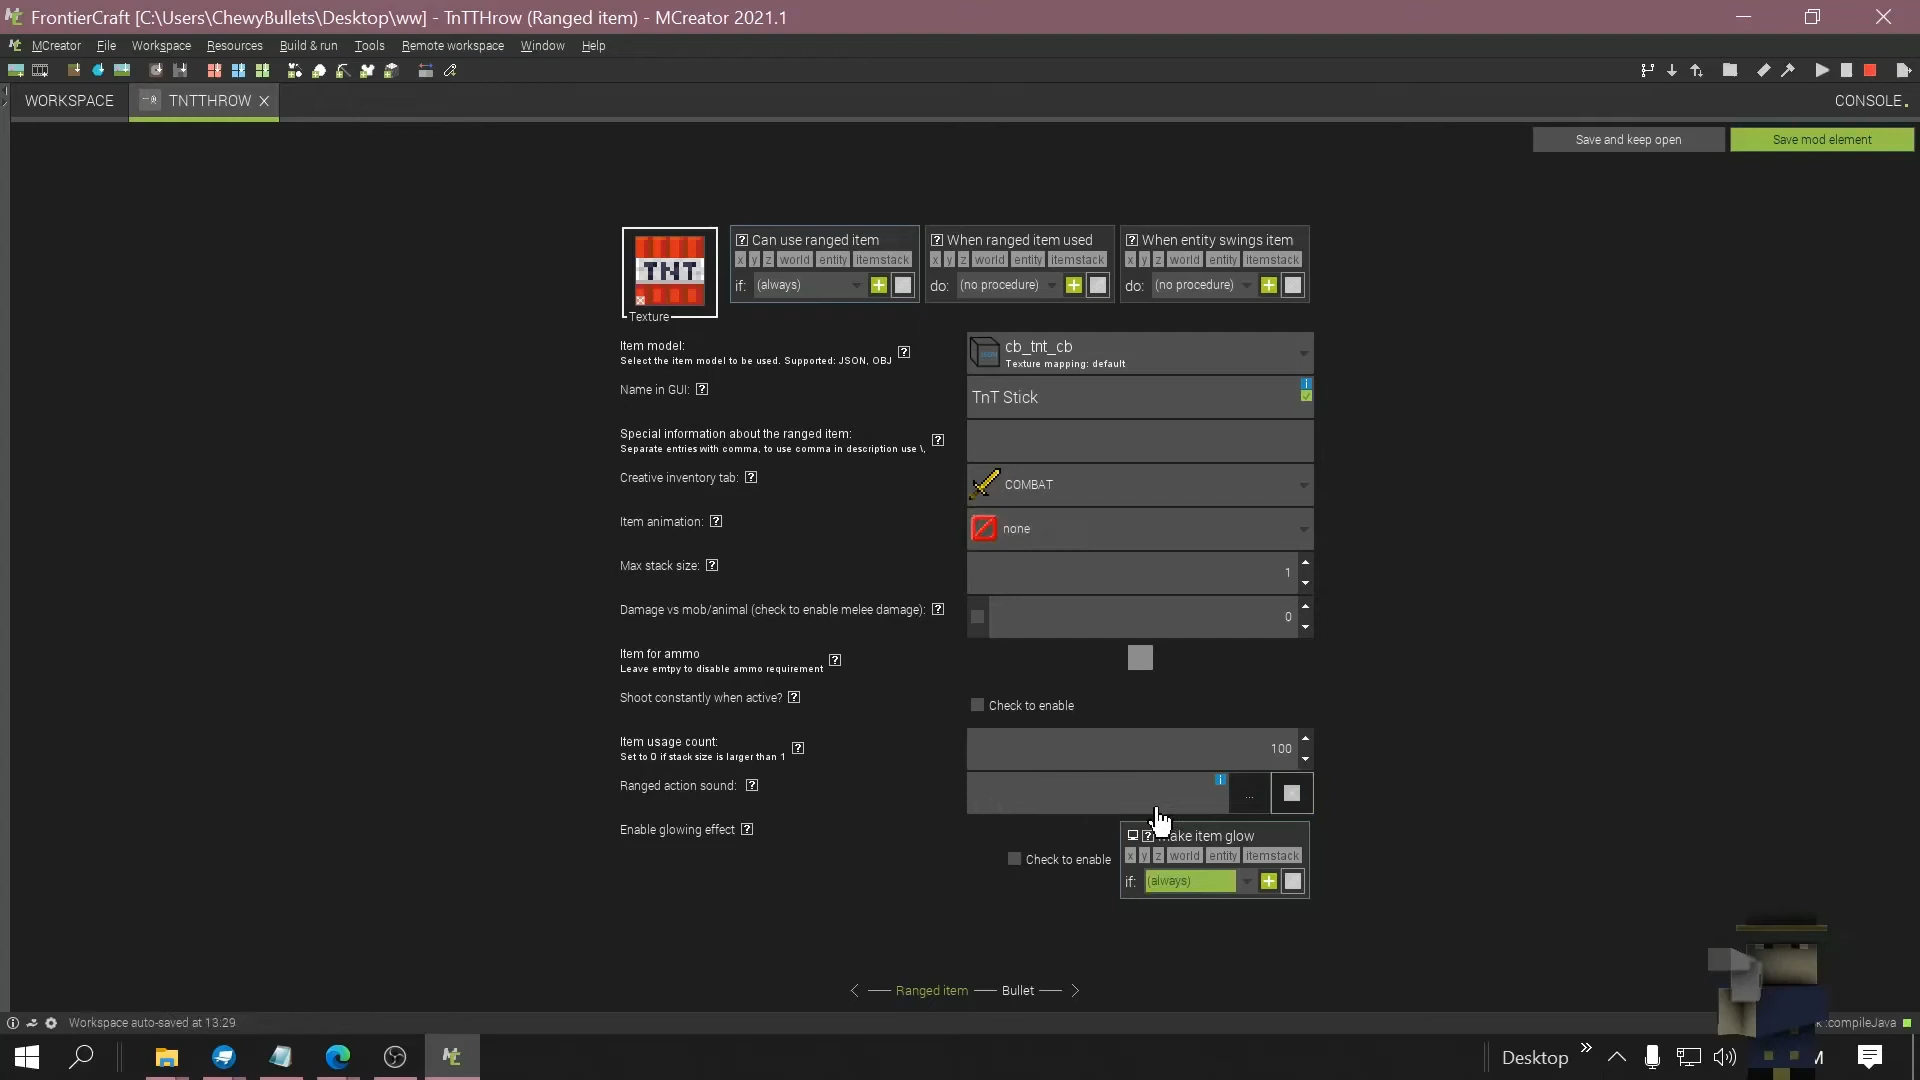 FrontierCraft [C:\Users\ChewyBullets\Desktop\ww] - TnTTHrow (Ranged item) - MCreator 2021.1
MCreator File Workspace Resources Build & run Tools Remote workspace Window Help
WORKSPACE TNTTHROW CONSOLE
Save and keep open Save mod element
TNT
Texture
Can use ranged item
x y z world entity itemstack
if: (always)
When ranged item used
x y z world entity itemstack
do: (no procedure)
When entity swings item
x y z world entity itemstack
do: (no procedure)
Item model:
Select the item model to be used. Supported: JSON, OBJ
cb_tnt_cb
Texture mapping: default
Name in GUI:
TnT Stick
Special information about the ranged item:
Separate entries with comma, to use comma in description use \,
Creative inventory tab:
COMBAT
Item animation:
none
Max stack size:
1
Damage vs mob/animal (check to enable melee damage):
0
Item for ammo
Leave emtpy to disable ammo requirement
Shoot constantly when active?
Check to enable
Item usage count:
Set to 0 if stack size is larger than 1
100
Ranged action sound:
...
Enable glowing effect
Check to enable
ake item glow
x y z world entity itemstack
if: (always)
Ranged item Bullet
Workspace auto-saved at 13:29
:compileJava
Desktop